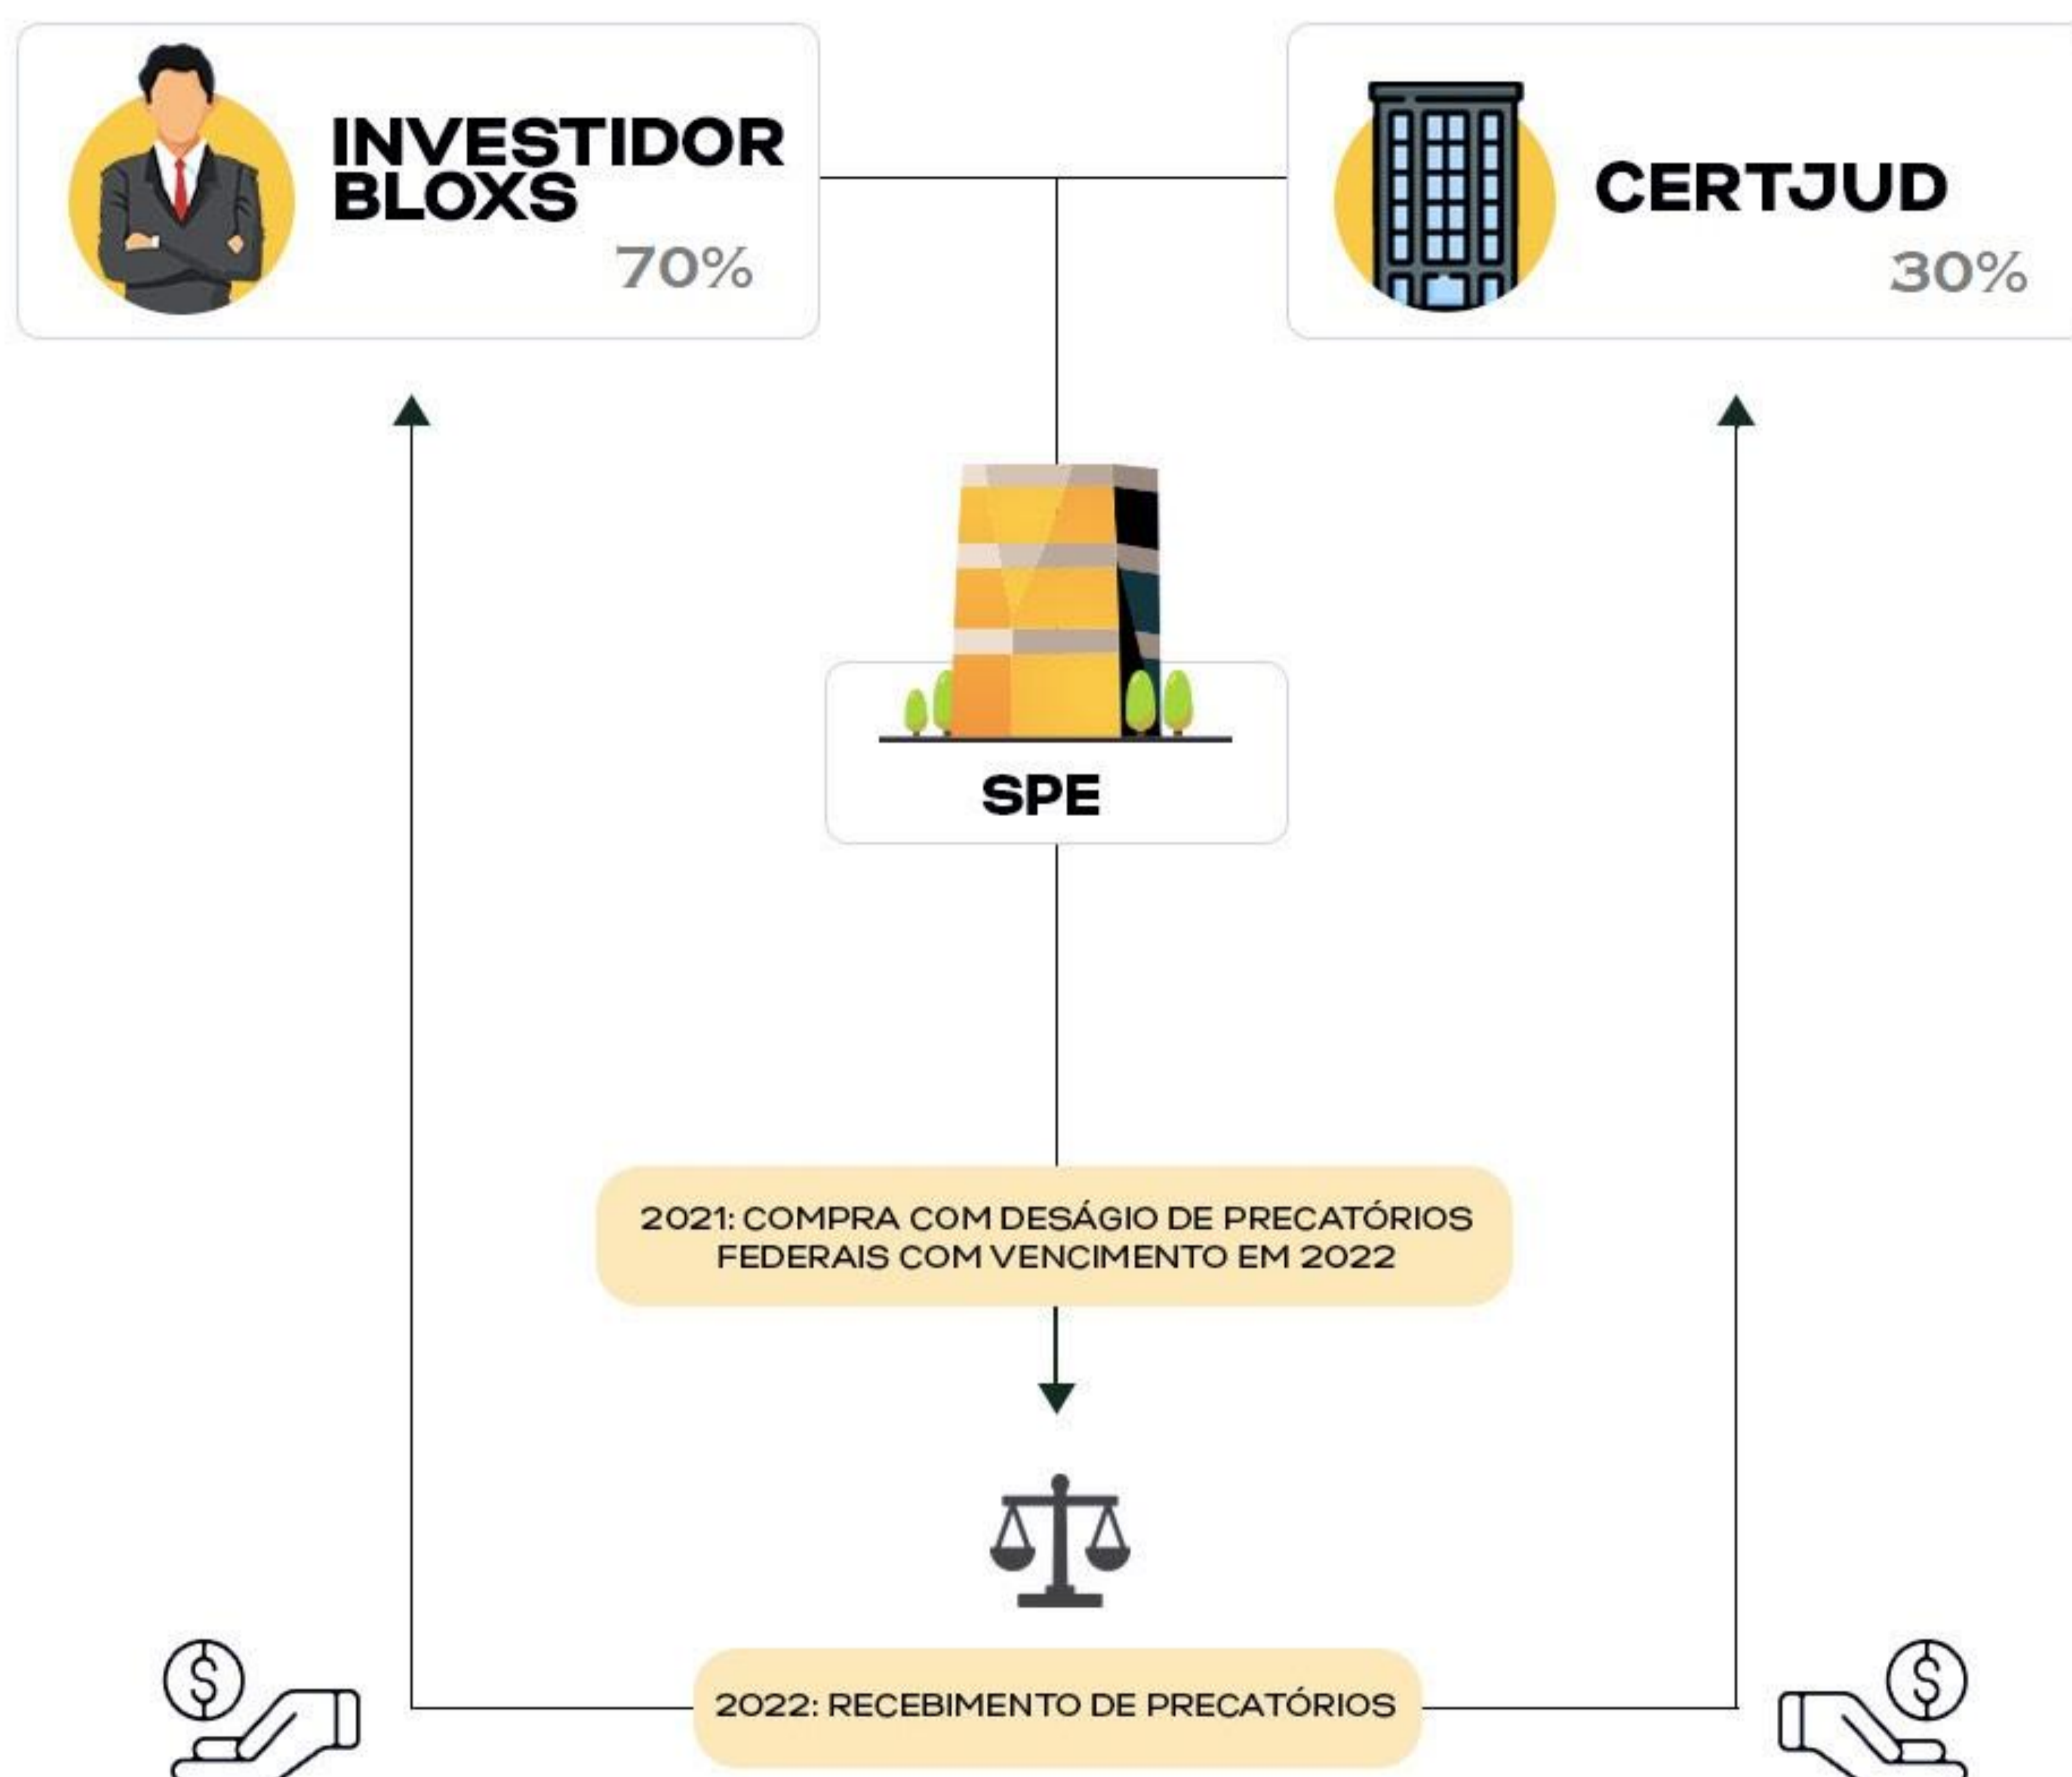 INVESTIDOR
BLOXS
70%
CERTJUD
30%
SPE
2021: COMPRA COM DESÁGIO DE PRECATÓRIOS
FEDERAIS COM VENCIMENTO EM 2022
$
2022: RECEBIMENTO DE PRECATÓRIOS
$